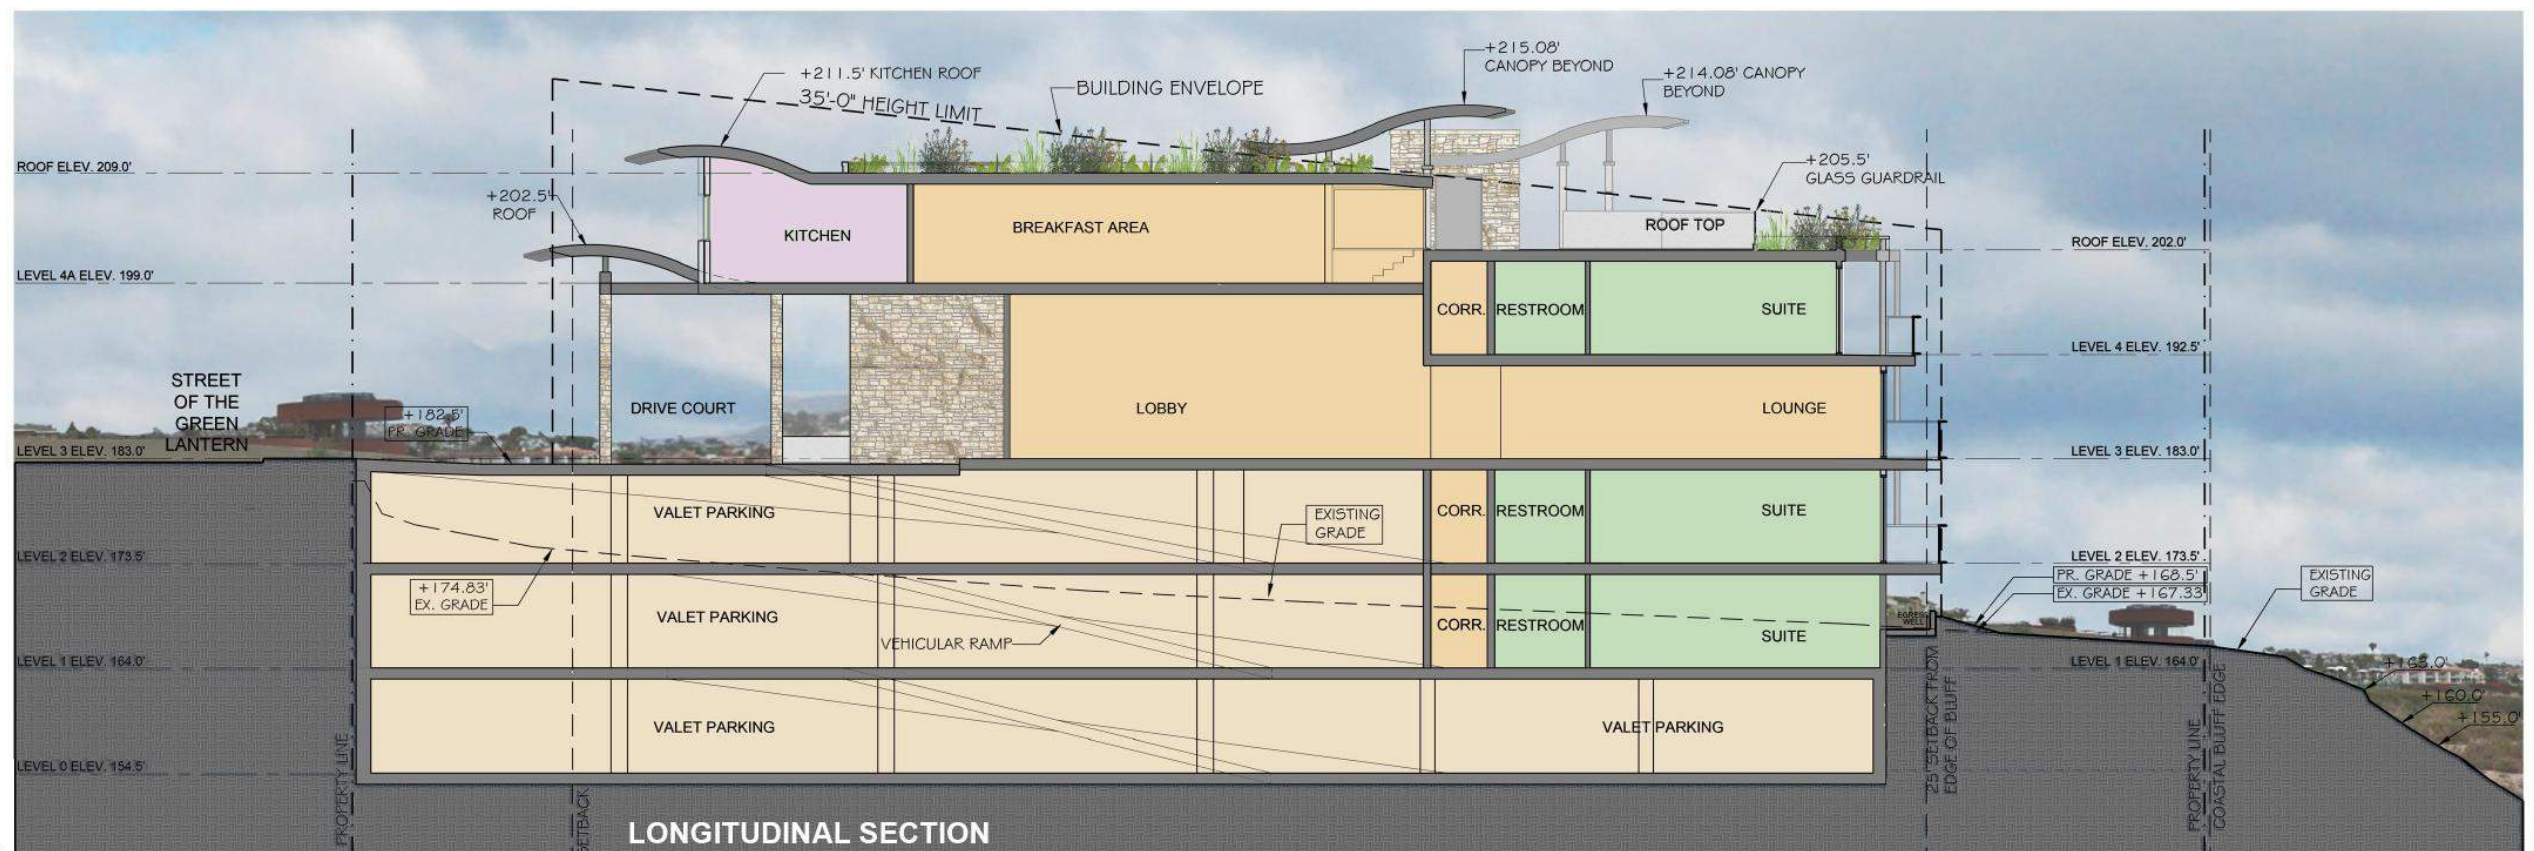 +215.08'
CANOPY BEYOND
+211.5' KITCHEN ROOF
BUILDING ENVELOPE
+214.08' CANOPY
BEYOND
35'-0" HEIGHT LIMIT
ROOF ELEV. 209.0'
+205.5'
GLASS GUARDRAIL
+202.5'
ROOF
KITCHEN
BREAKFAST AREA
ROOF TOP
ROOF ELEV. 202.0'
LEVEL 4A ELEV. 199.0'
CORR.
RESTROOM
SUITE
LEVEL 4 ELEV. 192.5'
STREET
OF THE
GREEN
LANTERN
+182.5'
PR. GRADE
DRIVE COURT
LOBBY
LOUNGE
LEVEL 3 ELEV. 183.0'
LEVEL 3 ELEV. 183.0'
VALET PARKING
EXISTING
GRADE
CORR.
RESTROOM
SUITE
LEVEL 2 ELEV. 173.5'
LEVEL 2 ELEV. 173.5'
+174.83'
EX. GRADE
PR. GRADE +168.5'
EX. GRADE +167.33'
EXISTING
GRADE
VALET PARKING
VEHICULAR RAMP
CORR.
RESTROOM
SUITE
EGRESS
WELL
LEVEL 1 ELEV. 164.0'
LEVEL 1 ELEV. 164.0'
+163.0'
+160.0'
+155.0'
VALET PARKING
VALET PARKING
LEVEL 0 ELEV. 154.5'
PROPERTY LINE
SETBACK
25' SETBACK FROM
EDGE OF BLUFF
PROPERTY LINE
COASTAL BLUFF EDGE
LONGITUDINAL SECTION